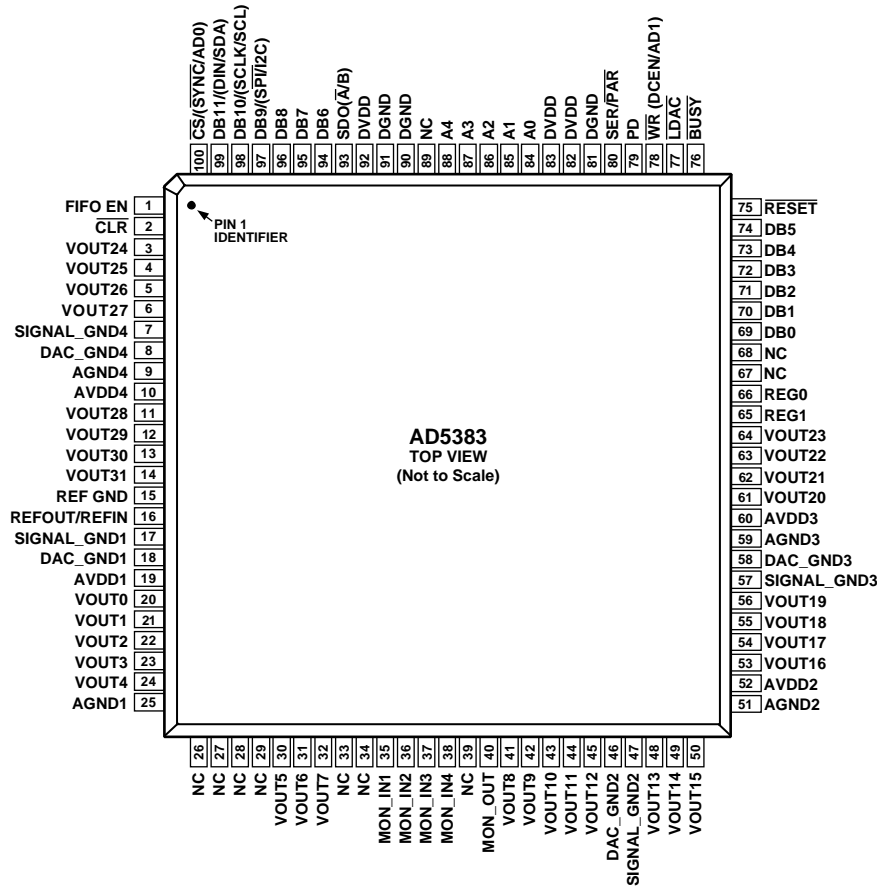 CS/(SYNC/AD0)
DB11/(DIN/SDA)
DB10/(SCLK/SCL)
DB9/(SPI/I2C)
DB8
DB7
DB6
SDO(A/B)
DVDD
DGND
DGND
NC
A4
A3
A2
A1
A0
DVDD
DVDD
DGND
SER/PAR
PD
WR (DCEN/AD1)
LDAC
BUSY
100
99
98
97
96
95
94
93
92
91
90
89
88
87
86
85
84
83
82
81
80
79
78
77
76
FIFO EN 1
CLR 2
VOUT24 3
VOUT25 4
VOUT26 5
VOUT27 6
SIGNAL_GND4 7
DAC_GND4 8
AGND4 9
AVDD4 10
VOUT28 11
VOUT29 12
VOUT30 13
VOUT31 14
REF GND 15
REFOUT/REFIN 16
SIGNAL_GND1 17
DAC_GND1 18
AVDD1 19
VOUT0 20
VOUT1 21
VOUT2 22
VOUT3 23
VOUT4 24
AGND1 25
PIN 1
IDENTIFIER
AD5383
TOP VIEW
(Not to Scale)
75 RESET
74 DB5
73 DB4
72 DB3
71 DB2
70 DB1
69 DB0
68 NC
67 NC
66 REG0
65 REG1
64 VOUT23
63 VOUT22
62 VOUT21
61 VOUT20
60 AVDD3
59 AGND3
58 DAC_GND3
57 SIGNAL_GND3
56 VOUT19
55 VOUT18
54 VOUT17
53 VOUT16
52 AVDD2
51 AGND2
26
27
28
29
30
31
32
33
34
35
36
37
38
39
40
41
42
43
44
45
46
47
48
49
50
NC
NC
NC
NC
VOUT5
VOUT6
VOUT7
NC
NC
MON_IN1
MON_IN2
MON_IN3
MON_IN4
NC
MON_OUT
VOUT8
VOUT9
VOUT10
VOUT11
VOUT12
DAC_GND2
SIGNAL_GND2
VOUT13
VOUT14
VOUT15